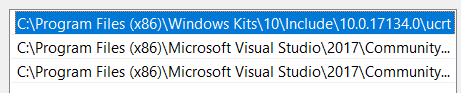 C:\Program Files (x86)\Windows Kits\10\Include\10.0.17134.0\ucrt
C:\Program Files (x86)\Microsoft Visual Studio\2017\Community...
C:\Program Files (x86)\Microsoft Visual Studio\2017\Community...